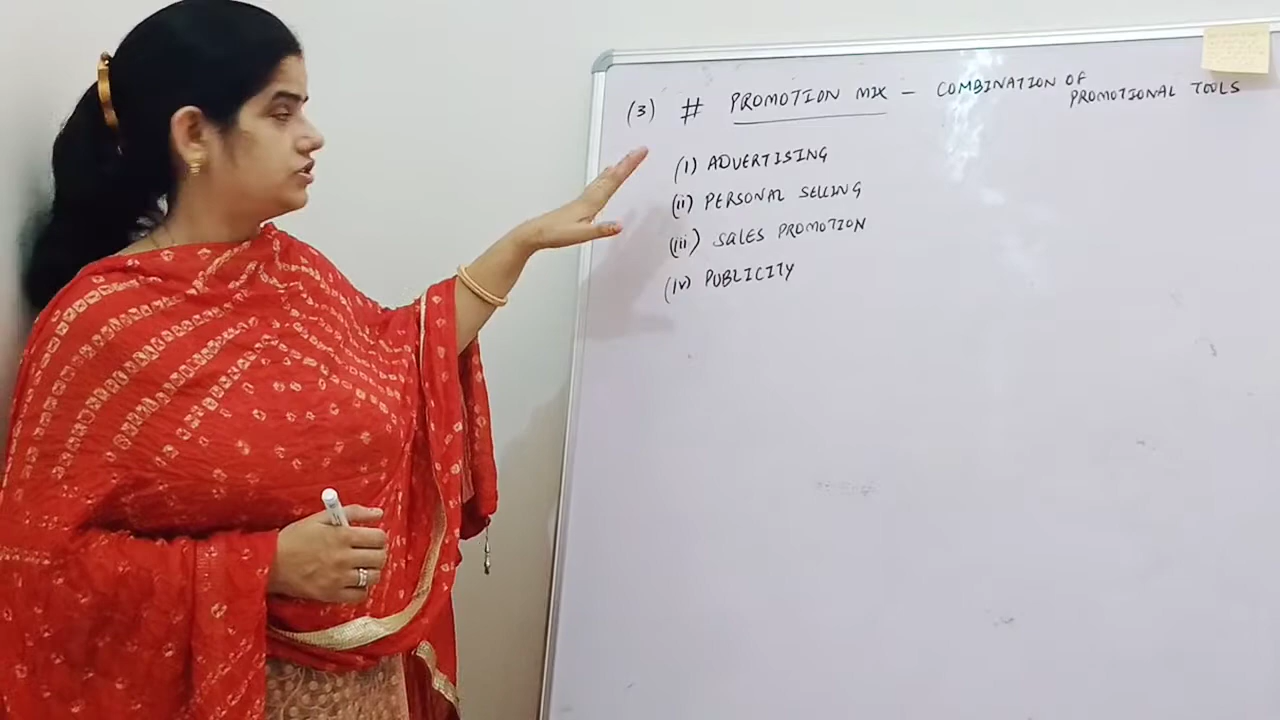 (3) # PROMOTION MIX - COMBINATION OF
PROMOTIONAL TOOLS
(i) ADVERTISING
(ii) PERSONAL SELLING
(iii) SALES PROMOTION
(iv) PUBLICITY